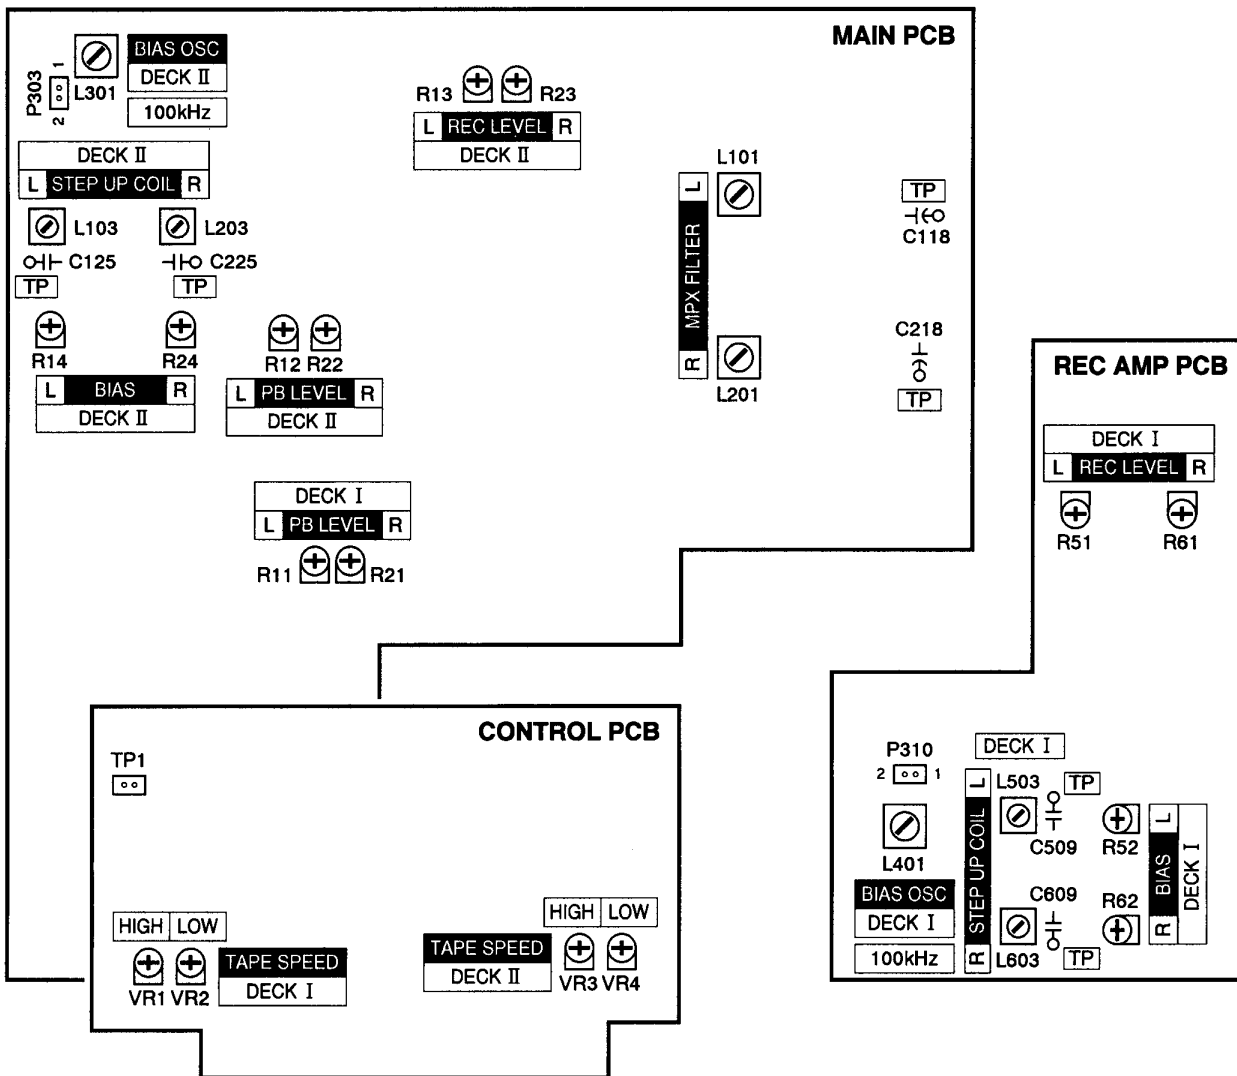 MAIN PCB
P303
1
2
L301
BIAS OSC
DECK II
100kHz
R13
R23
L REC LEVEL R
DECK II
DECK II
L STEP UP COIL R
L103
L203
C125
C225
TP
TP
R14
R24
L BIAS R
DECK II
R12 R22
L PB LEVEL R
DECK II
DECK I
L PB LEVEL R
R11
R21
L101
L MPX FILTER R
L201
TP
C118
C218
TP
REC AMP PCB
DECK I
L REC LEVEL R
R51
R61
P310
2 1
L401
BIAS OSC
DECK I
100kHz
DECK I
L STEP UP COIL R
L503
TP
C509
C609
L603
TP
R52
R62
L BIAS R
DECK I
CONTROL PCB
TP1
HIGH LOW
VR1 VR2
TAPE SPEED
DECK I
TAPE SPEED
DECK II
HIGH LOW
VR3 VR4